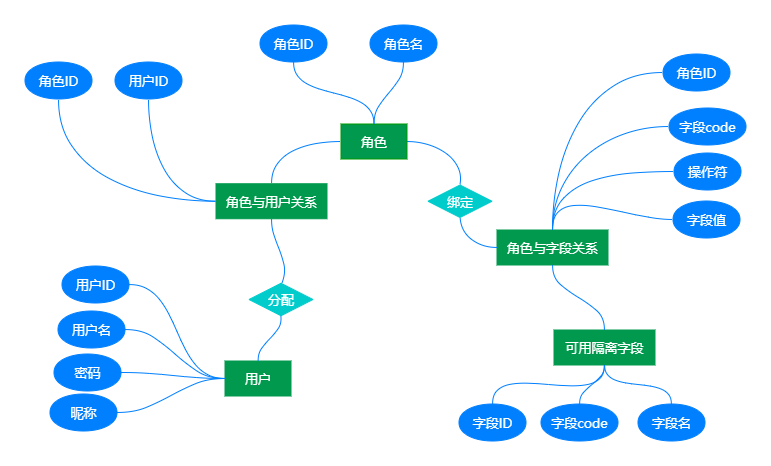 角色ID
角色名
角色ID
用户ID
角色ID
字段code
操作符
字段值
角色
角色与用户关系
绑定
角色与字段关系
分配
用户ID
用户名
密码
昵称
用户
可用隔离字段
字段ID
字段code
字段名